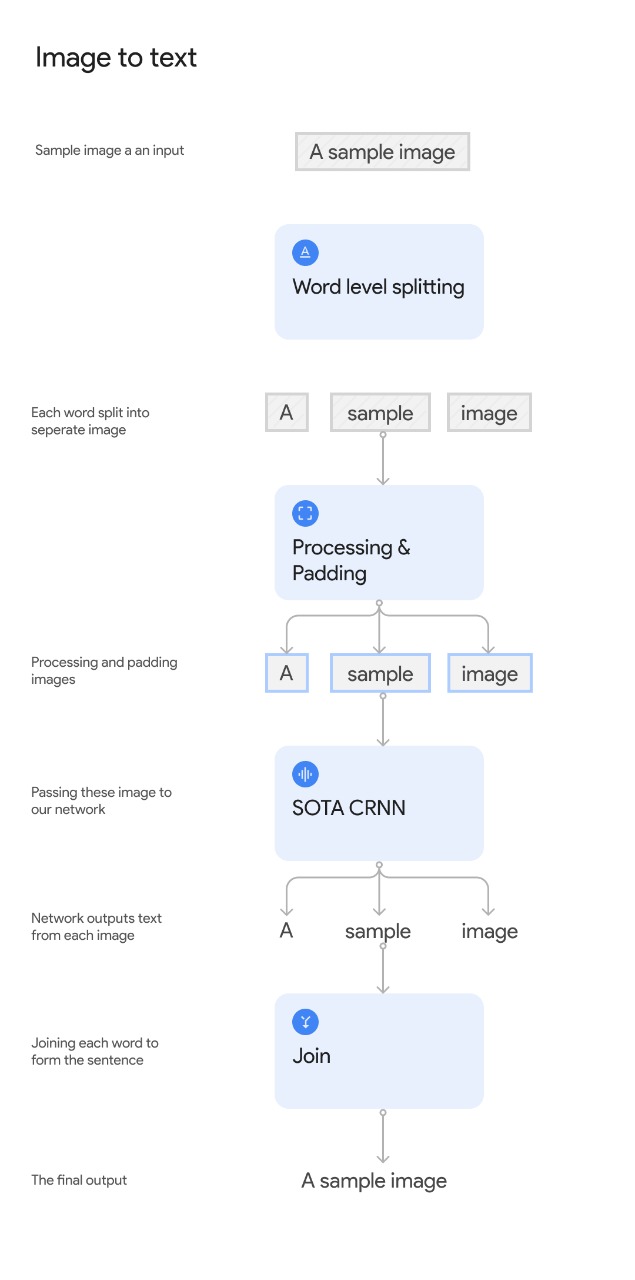 Image to text
Sample image a an input
A sample image
A
Word level splitting
Each word split into
seperate image
A sample image
Processing &
Padding
Processing and padding
images
A sample image
Passing these image to
our network
SOTA CRNN
Network outputs text
from each image
A sample image
Joining each word to
form the sentence
Join
The final output
A sample image